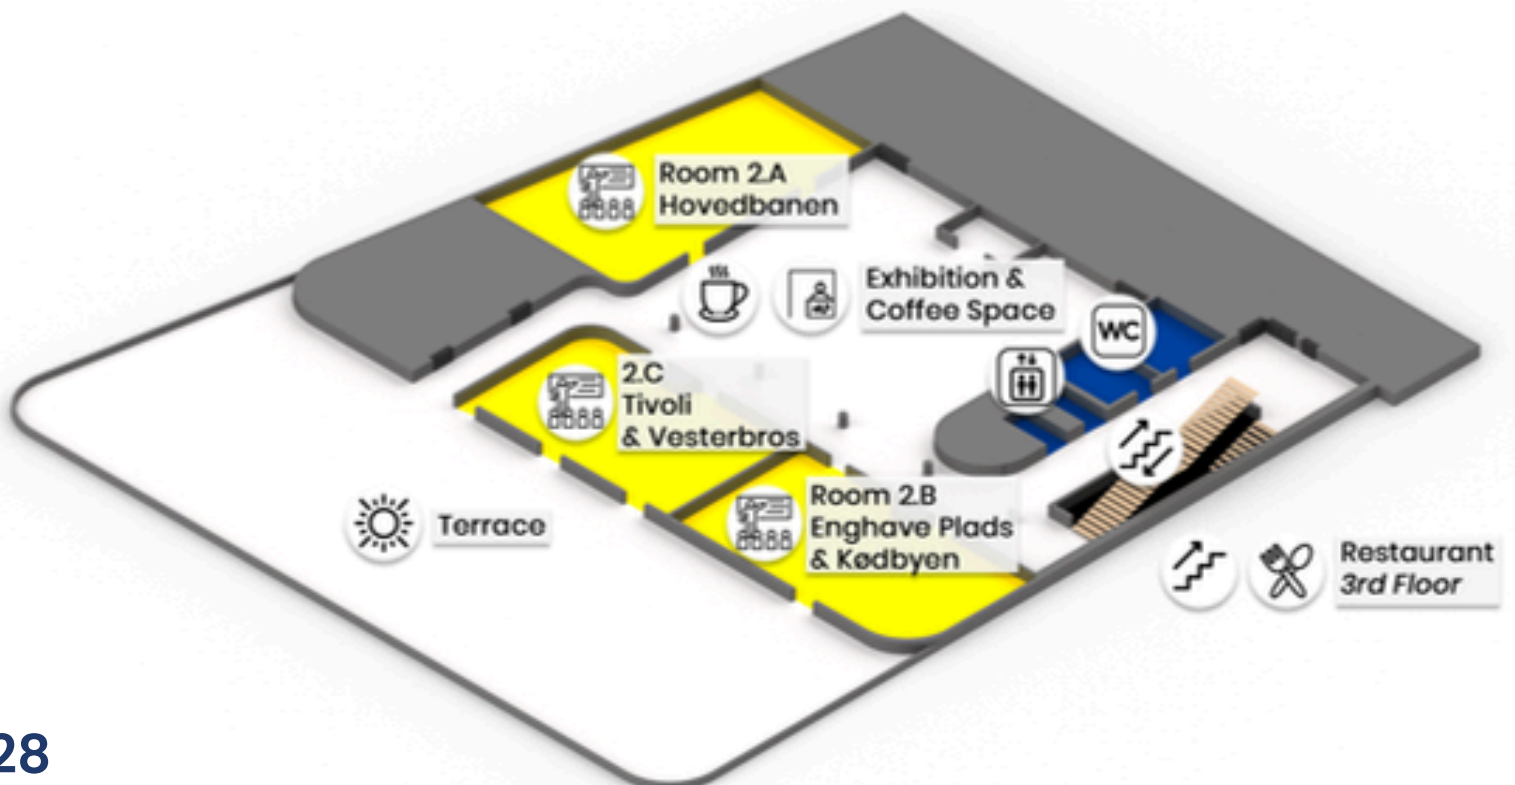 Room 2.A
Hovedbanen
Exhibition &
Coffee Space
WC
2.C
Tivoli
& Vesterbros
Room 2.B
Enghave Plads
& Kødbyen
Terrace
Restaurant
3rd Floor
28